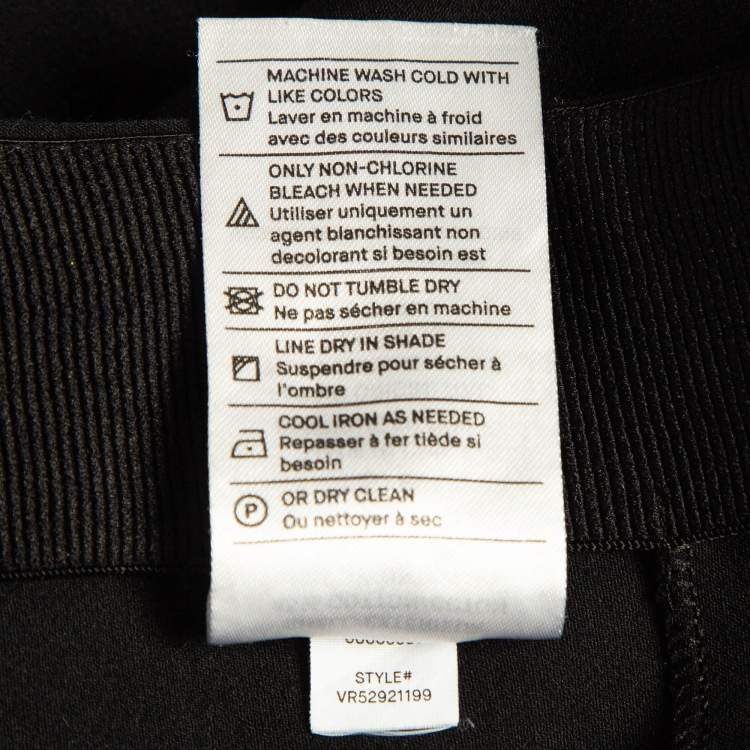 MACHINE WASH COLD WITH
LIKE COLORS
Laver en machine à froid
avec des couleurs similaires
ONLY NON-CHLORINE
BLEACH WHEN NEEDED
Utiliser uniquement un
agent blanchissant non
decolorant si besoin est
DO NOT TUMBLE DRY
Ne pas sécher en machine
LINE DRY IN SHADE
Suspendre pour sécher à
l'ombre
COOL IRON AS NEEDED
Repasser à fer tiède si
besoin
P
OR DRY CLEAN
Ou nettoyer à sec
STYLE#
VR52921199